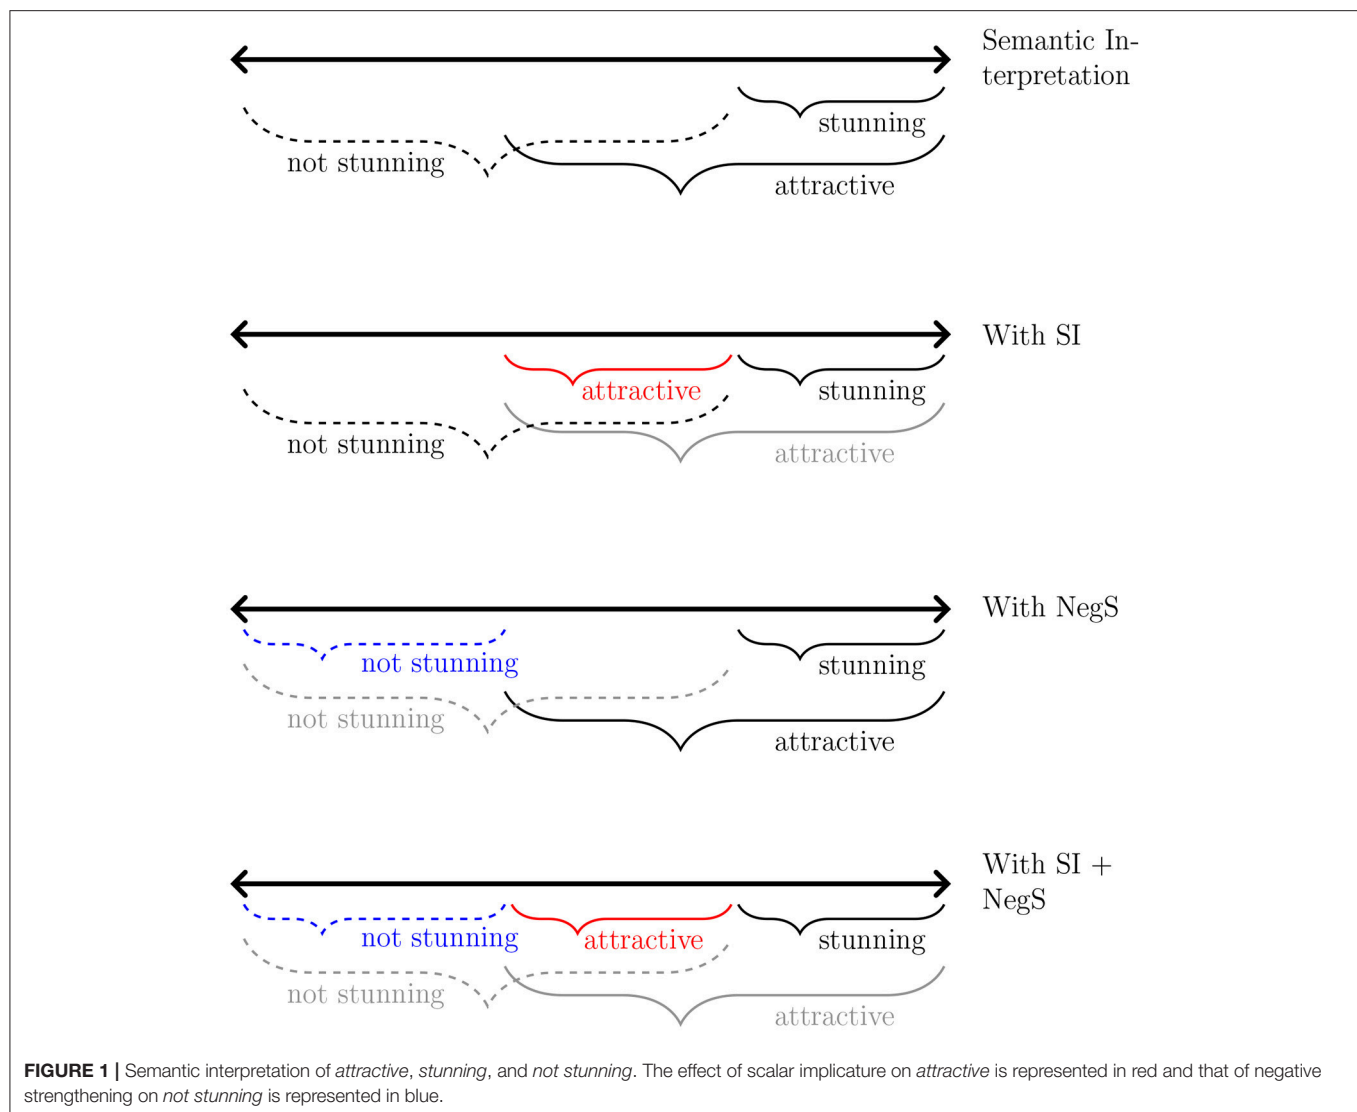 Semantic In-
terpretation
stunning
not stunning
attractive
With SI
attractive
stunning
not stunning
attractive
With NegS
not stunning
stunning
not stunning
attractive
With SI +
NegS
not stunning
attractive
stunning
not stunning
attractive
FIGURE 1 | Semantic interpretation of attractive, stunning, and not stunning. The effect of scalar implicature on attractive is represented in red and that of negative
strengthening on not stunning is represented in blue.